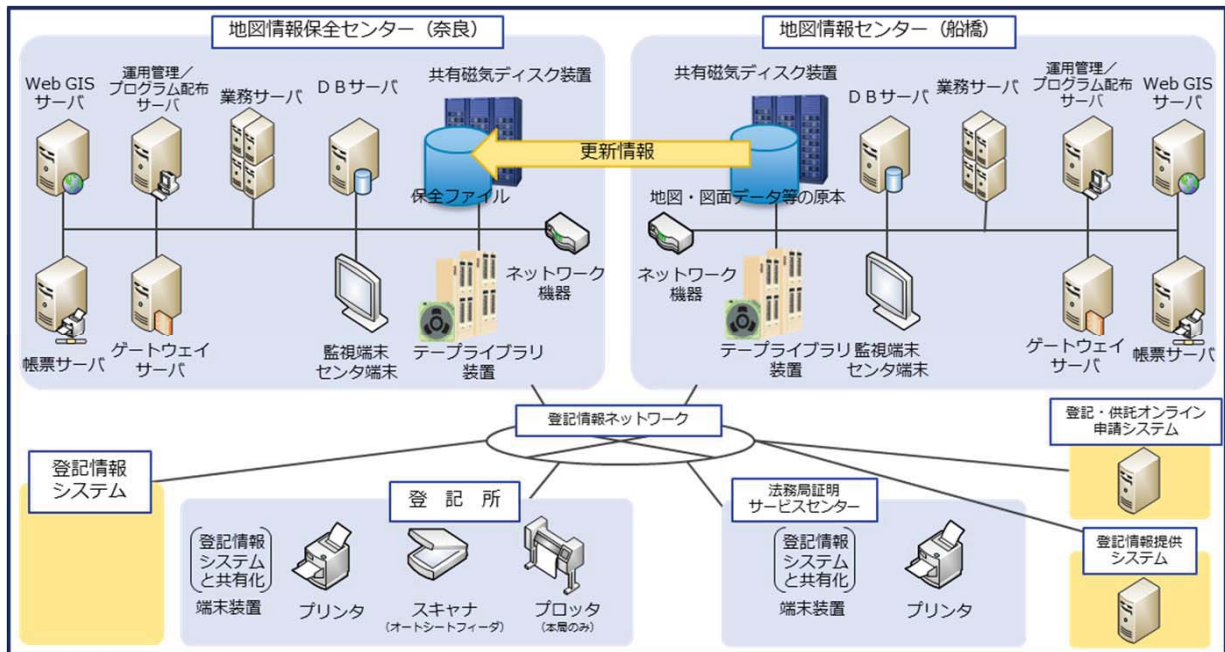 地図情報保全センター（奈良）
Web GIS
サーバ
運用管理／
プログラム配布
サーバ
業務サーバ
ＤＢサーバ
共有磁気ディスク装置
保全ファイル
更新情報
ネットワーク
機器
帳票サーバ
ゲートウェイ
サーバ
監視端末
センタ端末
テープライブラリ
装置
地図情報センター（船橋）
共有磁気ディスク装置
ＤＢサーバ
業務サーバ
運用管理／
プログラム配布
サーバ
Web GIS
サーバ
地図・図面データ等の原本
ネットワーク
機器
テープライブラリ
装置
監視端末
センタ端末
ゲートウェイ
サーバ
帳票サーバ
登記情報ネットワーク
登記情報
システム
登　記　所
登記情報
システム
と共有化
端末装置
プリンタ
スキャナ
（オートシートフィーダ）
プロッタ
（本局のみ）
法務局証明
サービスセンター
登記情報
システム
と共有化
端末装置
プリンタ
登記・供託オンライン
申請システム
登記情報提供
システム